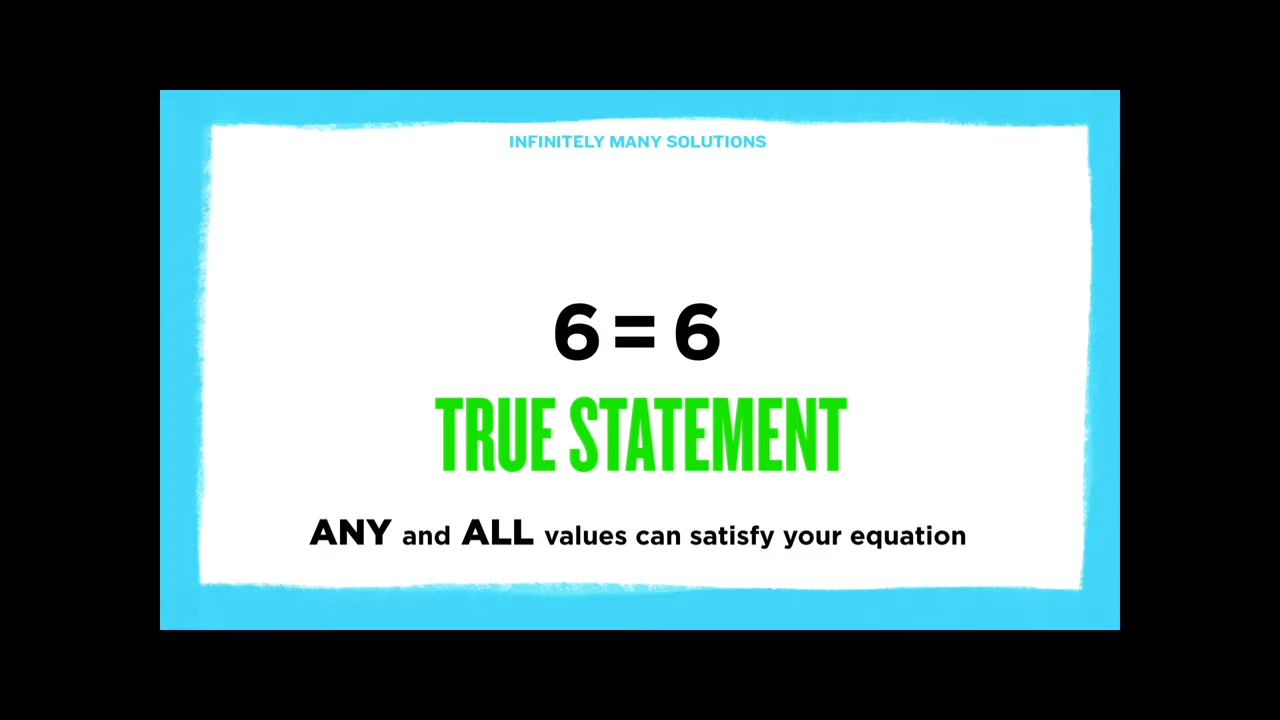 INFINITELY MANY SOLUTIONS
6 = 6
TRUE STATEMENT
ANY and ALL values can satisfy your equation